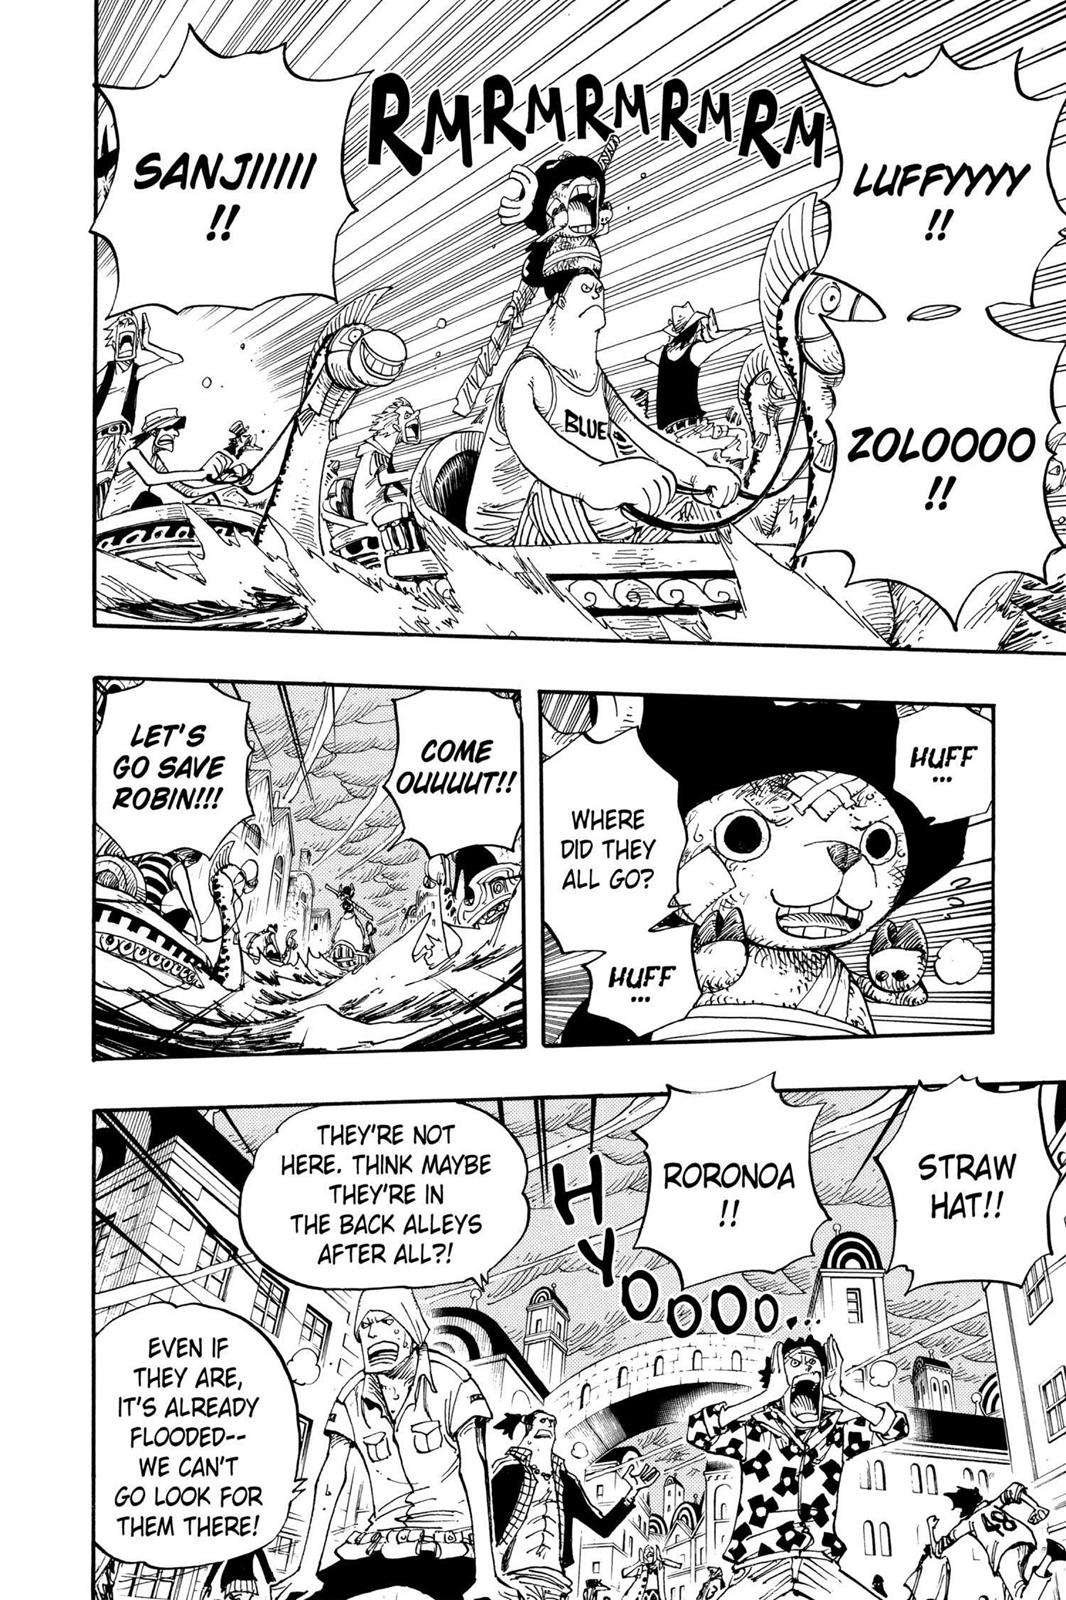 LUFFYYYY
!!
ZOLOOOO
!!
RMRMRMRMRM
SANJIIIII
!!
BLUE
HUFF
...
WHERE
DID THEY
ALL GO?
HUFF
...
COME
OUUUUT!!
LET'S
GO SAVE
ROBIN!!!
STRAW
HAT!!
RORONOA
!!
HYOOOOO...
THEY'RE NOT
HERE. THINK MAYBE
THEY'RE IN
THE BACK ALLEYS
AFTER ALL?!
EVEN IF
THEY ARE,
IT'S ALREADY
FLOODED--
WE CAN'T
GO LOOK FOR
THEM THERE!
48